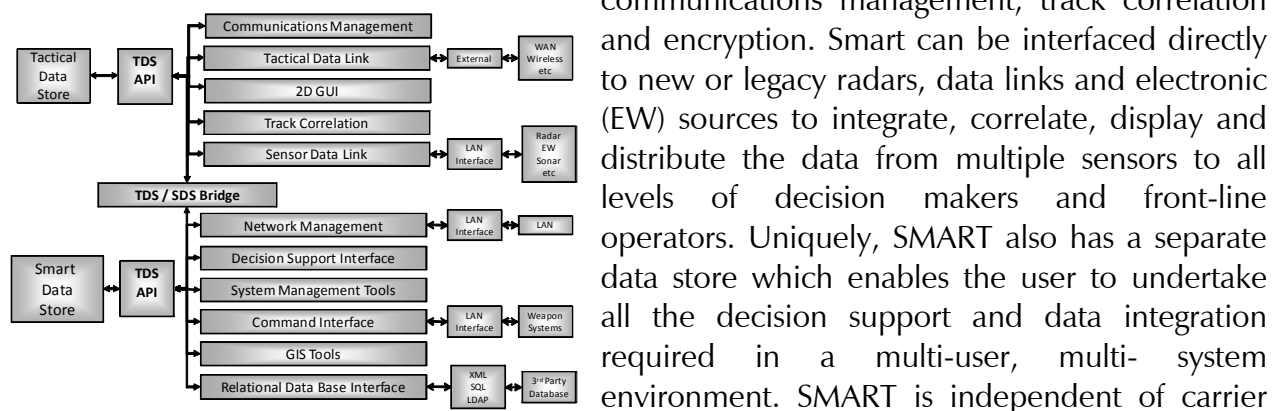 Communications Management
Tactical
Data
Store
TDS
API
Tactical Data Link
External
WAN
Wireless
etc
2D GUI
Track Correlation
Sensor Data Link
LAN
Interface
Radar
EW
Sonar
etc
TDS / SDS Bridge
Network Management
LAN
Interface
LAN
Decision Support Interface
Smart
Data
Store
TDS
API
System Management Tools
Command Interface
LAN
Interface
Weapon
Systems
GIS Tools
Relational Data Base Interface
XML
SQL
LDAP
3rd Party
Database
communications management, track correlation
and encryption. Smart can be interfaced directly
to new or legacy radars, data links and electronic
(EW) sources to integrate, correlate, display and
distribute the data from multiple sensors to all
levels of decision makers and front-line
operators. Uniquely, SMART also has a separate
data store which enables the user to undertake
all the decision support and data integration
required in a multi-user, multi- system
environment. SMART is independent of carrier